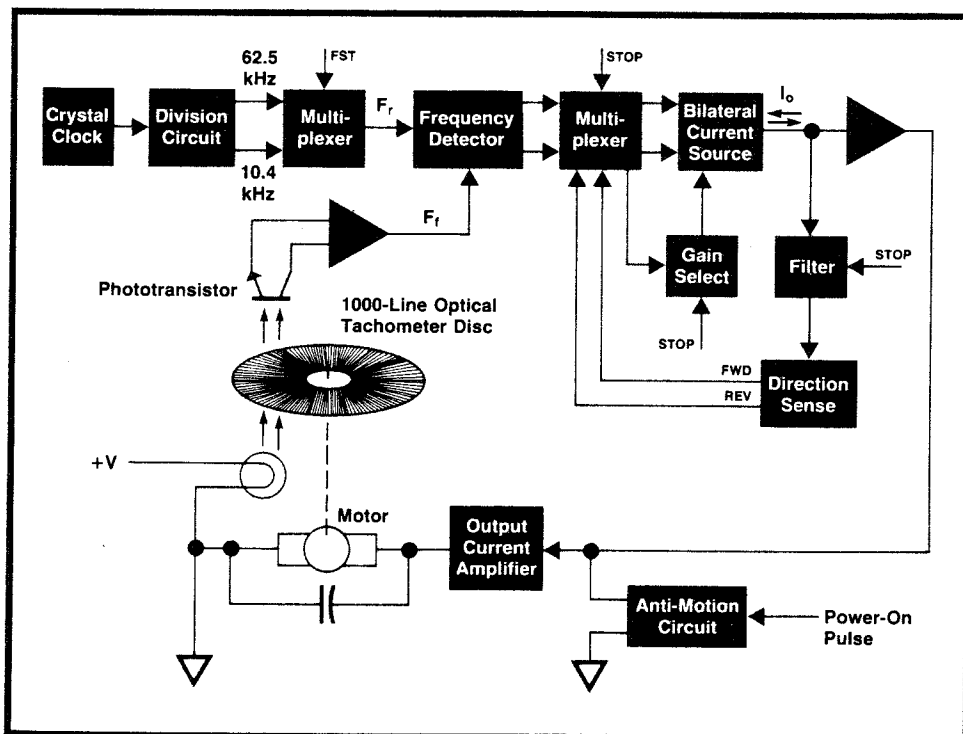 62.5
kHz
FST
STOP
Crystal
Clock
Division
Circuit
Multi-
plexer
Fr
Frequency
Detector
Multi-
plexer
Bilateral
Current
Source
Io
10.4
kHz
Ff
Phototransistor
Gain
Select
Filter
STOP
1000-Line Optical
Tachometer Disc
STOP
FWD
REV
Direction
Sense
+V
Motor
Output
Current
Amplifier
Anti-Motion
Circuit
Power-On
Pulse